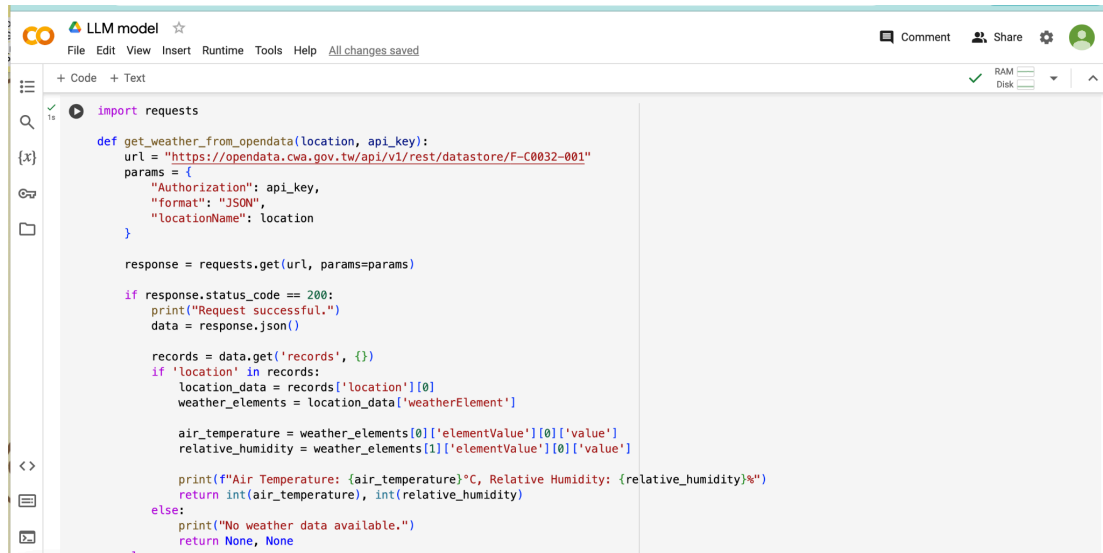 LLM model
File Edit View Insert Runtime Tools Help All changes saved
Comment Share
+ Code + Text
RAM
Disk
1s
import requests
{x}
def get_weather_from_opendata(location, api_key):
    url = "https://opendata.cwa.gov.tw/api/v1/rest/datastore/F-C0032-001"
    params = {
        "Authorization": api_key,
        "format": "JSON",
        "locationName": location
    }
    response = requests.get(url, params=params)
    if response.status_code == 200:
        print("Request successful.")
        data = response.json()
        records = data.get('records', {})
        if 'location' in records:
            location_data = records['location'][0]
            weather_elements = location_data['weatherElement']
            air_temperature = weather_elements[0]['elementValue'][0]['value']
            relative_humidity = weather_elements[1]['elementValue'][0]['value']
            print(f"Air Temperature: {air_temperature}°C, Relative Humidity: {relative_humidity}%")
            return int(air_temperature), int(relative_humidity)
        else:
            print("No weather data available.")
            return None, None